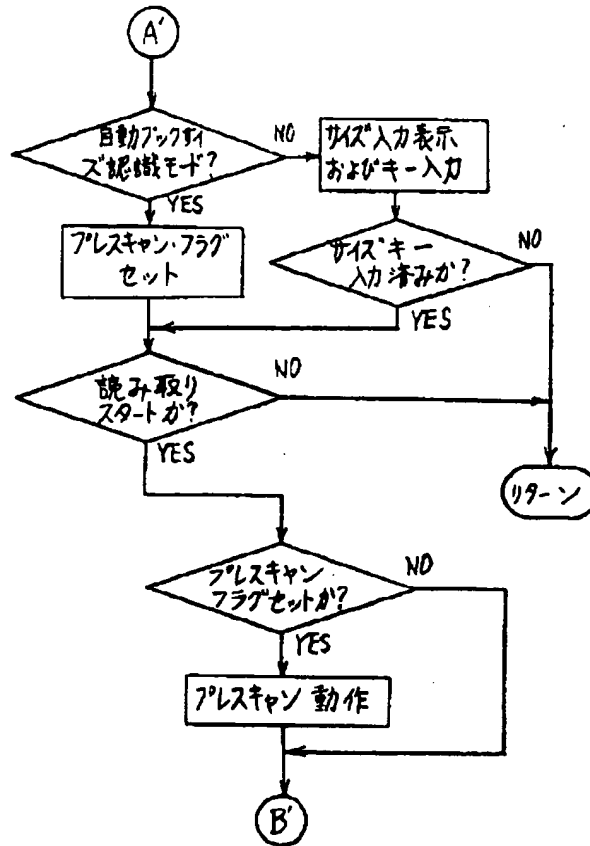 A'
自動ブックサイ
ズ認識モード?
NO
サイズ入力表示
およびキー入力
YES
プレスキャン・フラグ
セット
サイズキー
入力済みか?
NO
YES
読み取り
スタートか?
NO
YES
リターン
プレスキャン
フラグセットか?
NO
YES
プレスキャン 動作
B'